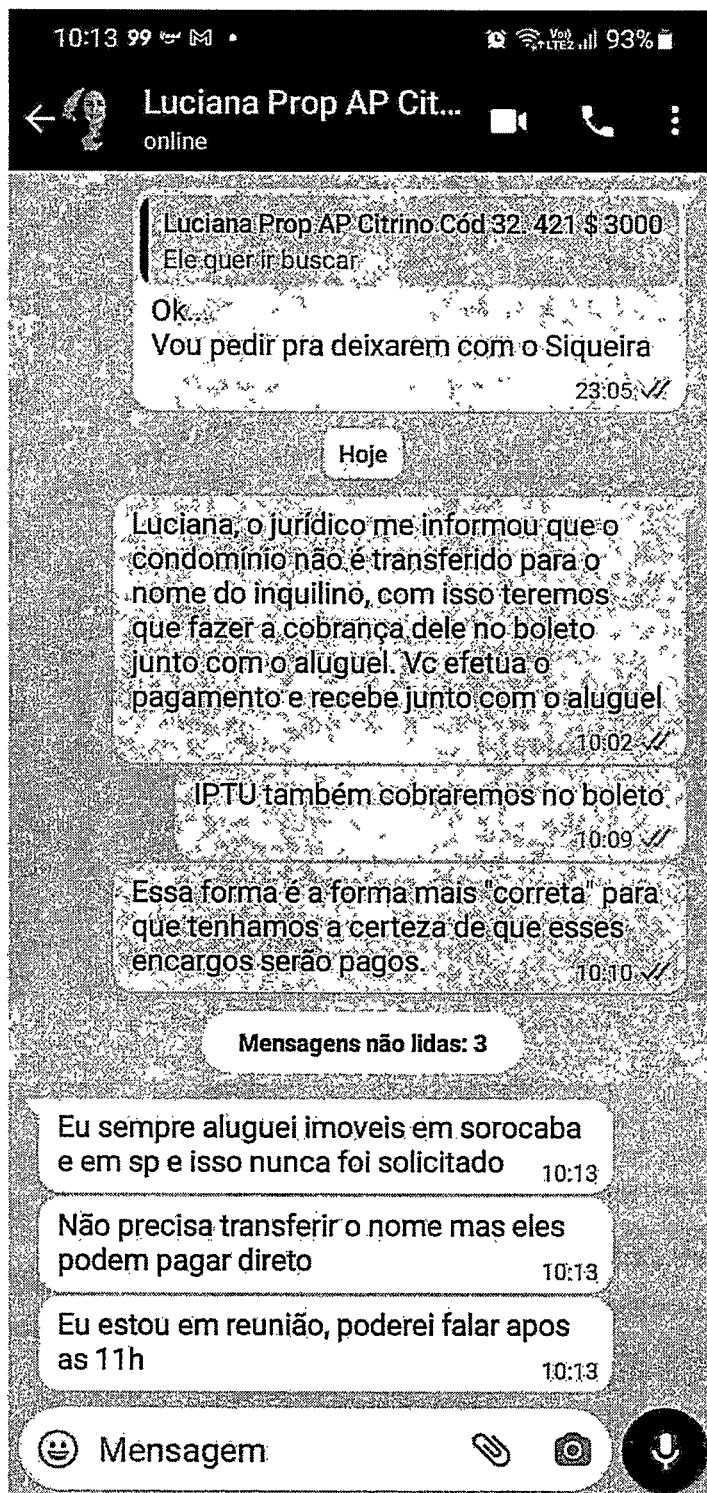 10:13 99 93%
Luciana Prop AP Cit...
online
Luciana Prop AP Citrino Cód 32. 421 $ 3000
Ele quer ir buscar
Ok...
Vou pedir pra deixarem com o Siqueira
23:05
Hoje
Luciana, o jurídico me informou que o
condomínio não é transferido para o
nome do inquilino, com isso teremos
que fazer a cobrança dele no boleto
junto com o aluguel. Vc efetua o
pagamento e recebe junto com o aluguel
10:02
IPTU também cobraremos no boleto
10:09
Essa forma é a forma mais "correta" para
que tenhamos a certeza de que esses
encargos serão pagos.
10:10
Mensagens não lidas: 3
Eu sempre aluguei imoveis em sorocaba
e em sp e isso nunca foi solicitado 10:13
Não precisa transferir o nome mas eles
podem pagar direto 10:13
Eu estou em reunião, poderei falar apos
as 11h 10:13
Mensagem